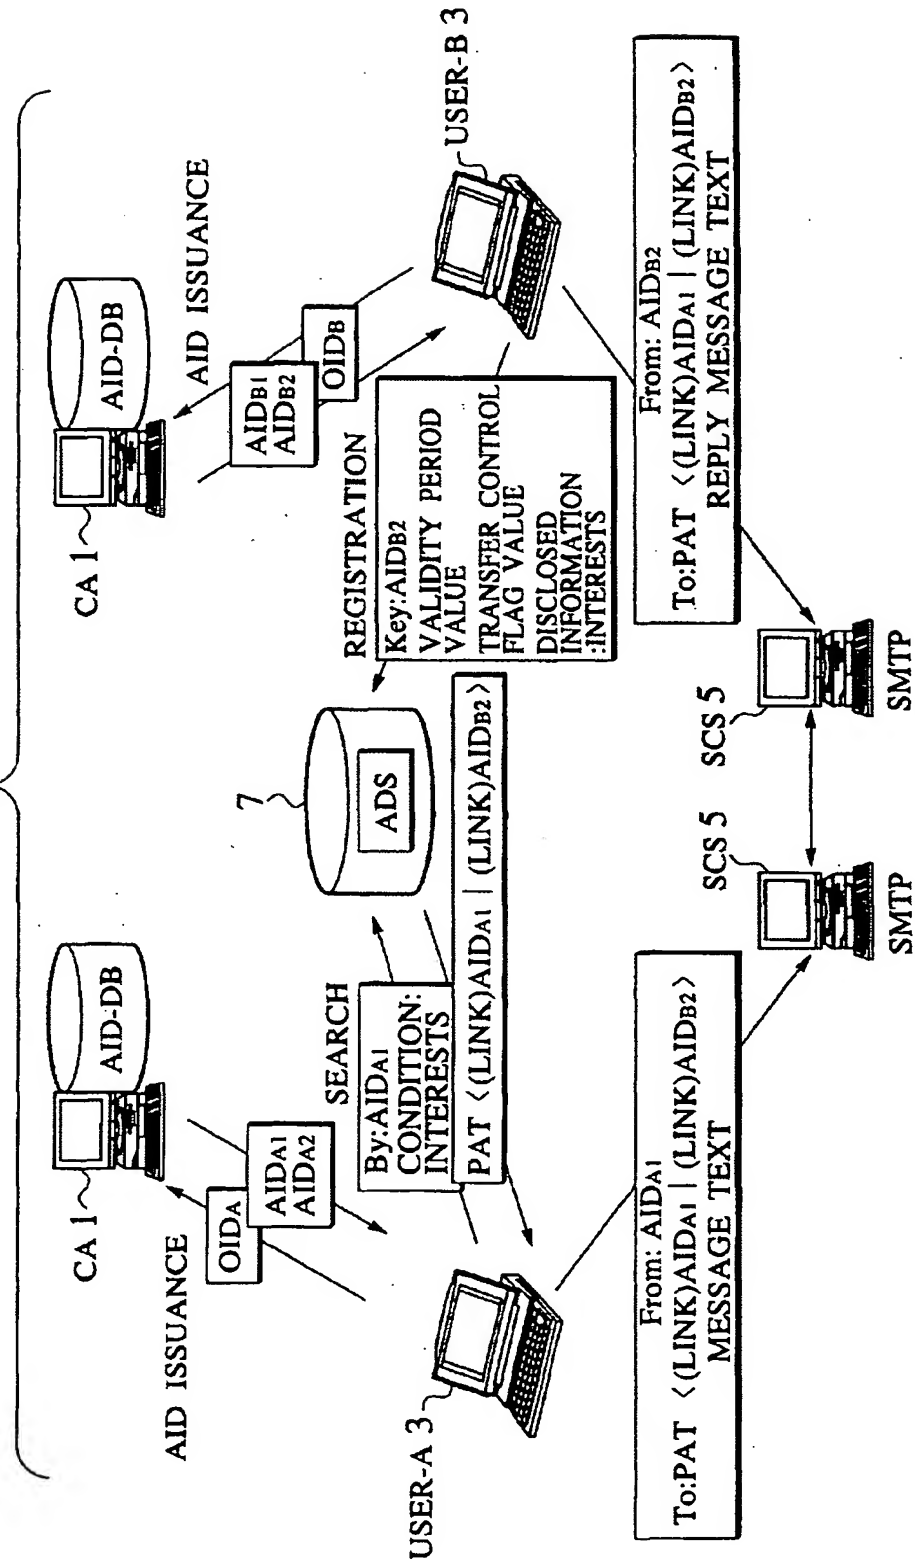 CA 1
AID-DB
AID ISSUANCE
OIDA
AIDA1
AIDA2
USER-A 3
SEARCH
By:AIDA1
CONDITION:
INTERESTS
PAT <(LINK)AIDA1 | (LINK)AIDB2>
7
ADS
CA 1
AID-DB
AID ISSUANCE
AIDB1
AIDB2
OIDB
USER-B 3
REGISTRATION
Key:AIDB2
VALIDITY PERIOD
VALUE
TRANSFER CONTROL
FLAG VALUE
DISCLOSED
INFORMATION
:INTERESTS
From: AIDA1
To:PAT <(LINK)AIDA1 | (LINK)AIDB2>
MESSAGE TEXT
SCS 5
SMTP
SCS 5
SMTP
From: AIDB2
To:PAT <(LINK)AIDA1 | (LINK)AIDB2>
REPLY MESSAGE TEXT